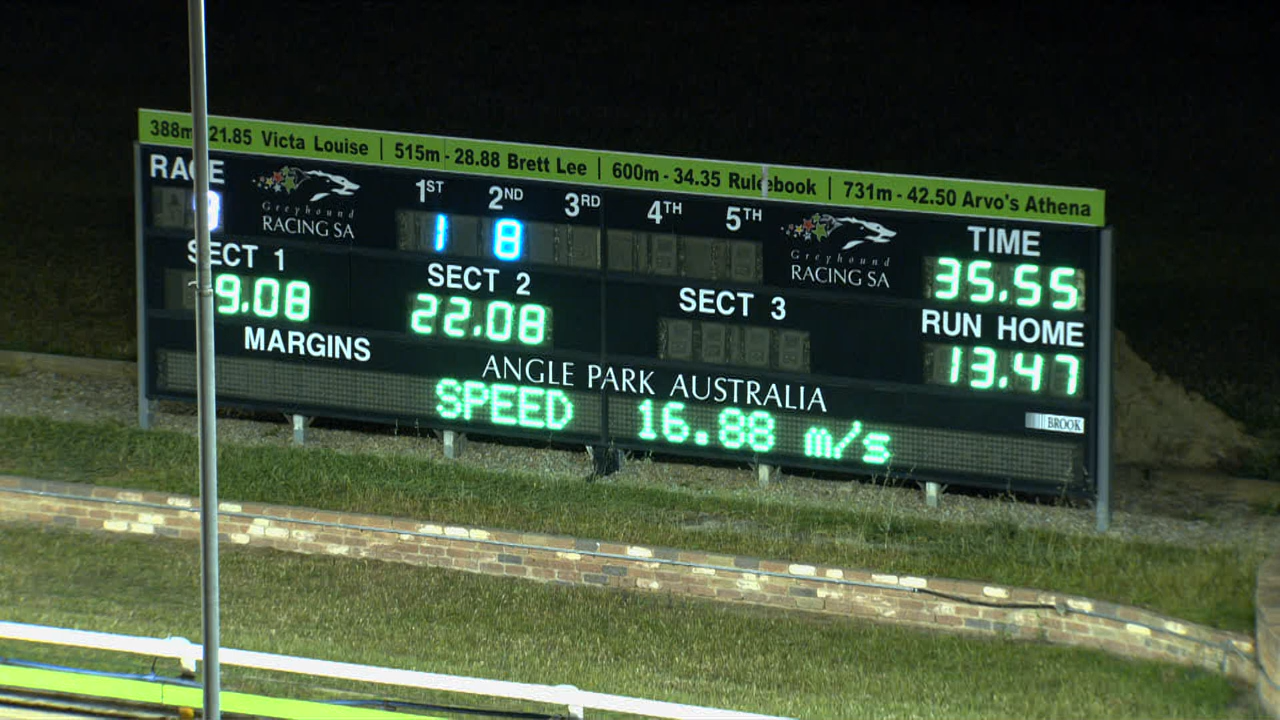 388m 21.85 Victa Louise | 515m - 28.88 Brett Lee | 600m - 34.35 Rulebook | 731m - 42.50 Arvo's Athena
RACE
Greyhound
RACING SA
1ST 2ND 3RD 4TH 5TH
1 8
Greyhound
RACING SA
TIME
35.55
SECT 1
9.08
SECT 2
22.08
SECT 3
RUN HOME
13.47
MARGINS
ANGLE PARK AUSTRALIA
SPEED 16.88 m/s
BROOK